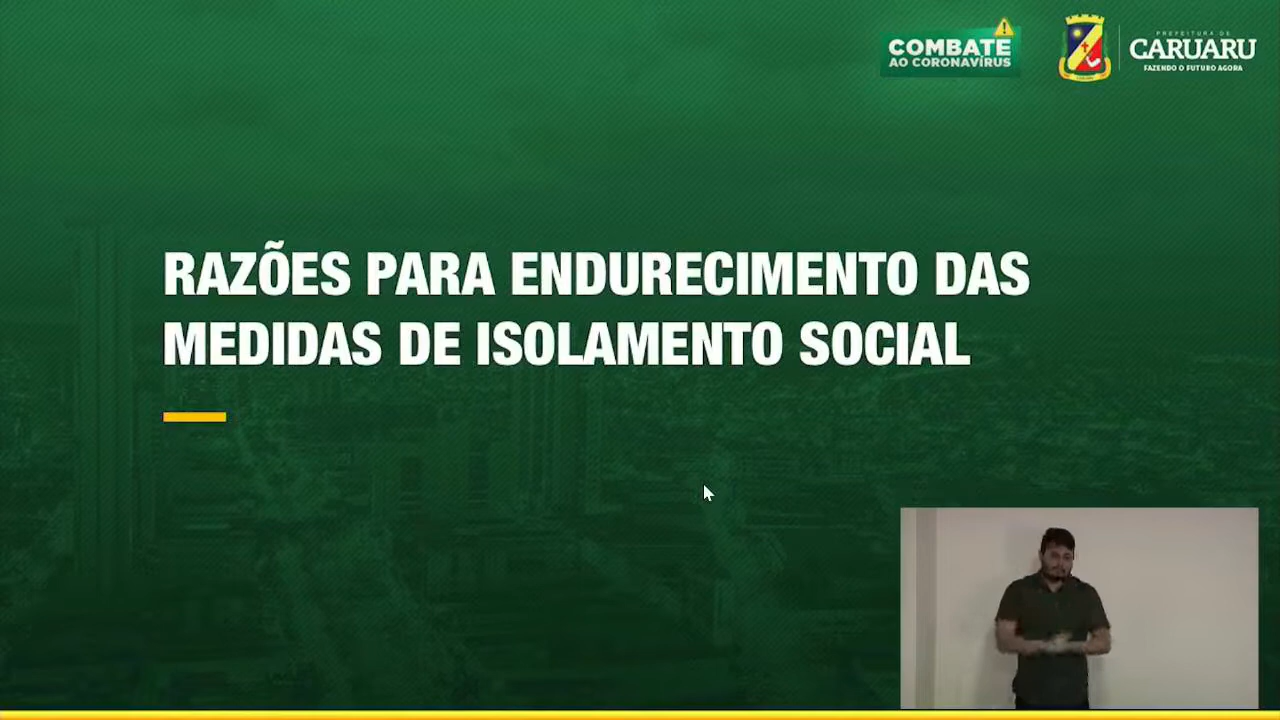 COMBATE
AO CORONAVÍRUS
PREFEITURA DE
CARUARU
FAZENDO O FUTURO AGORA
RAZÕES PARA ENDURECIMENTO DAS
MEDIDAS DE ISOLAMENTO SOCIAL